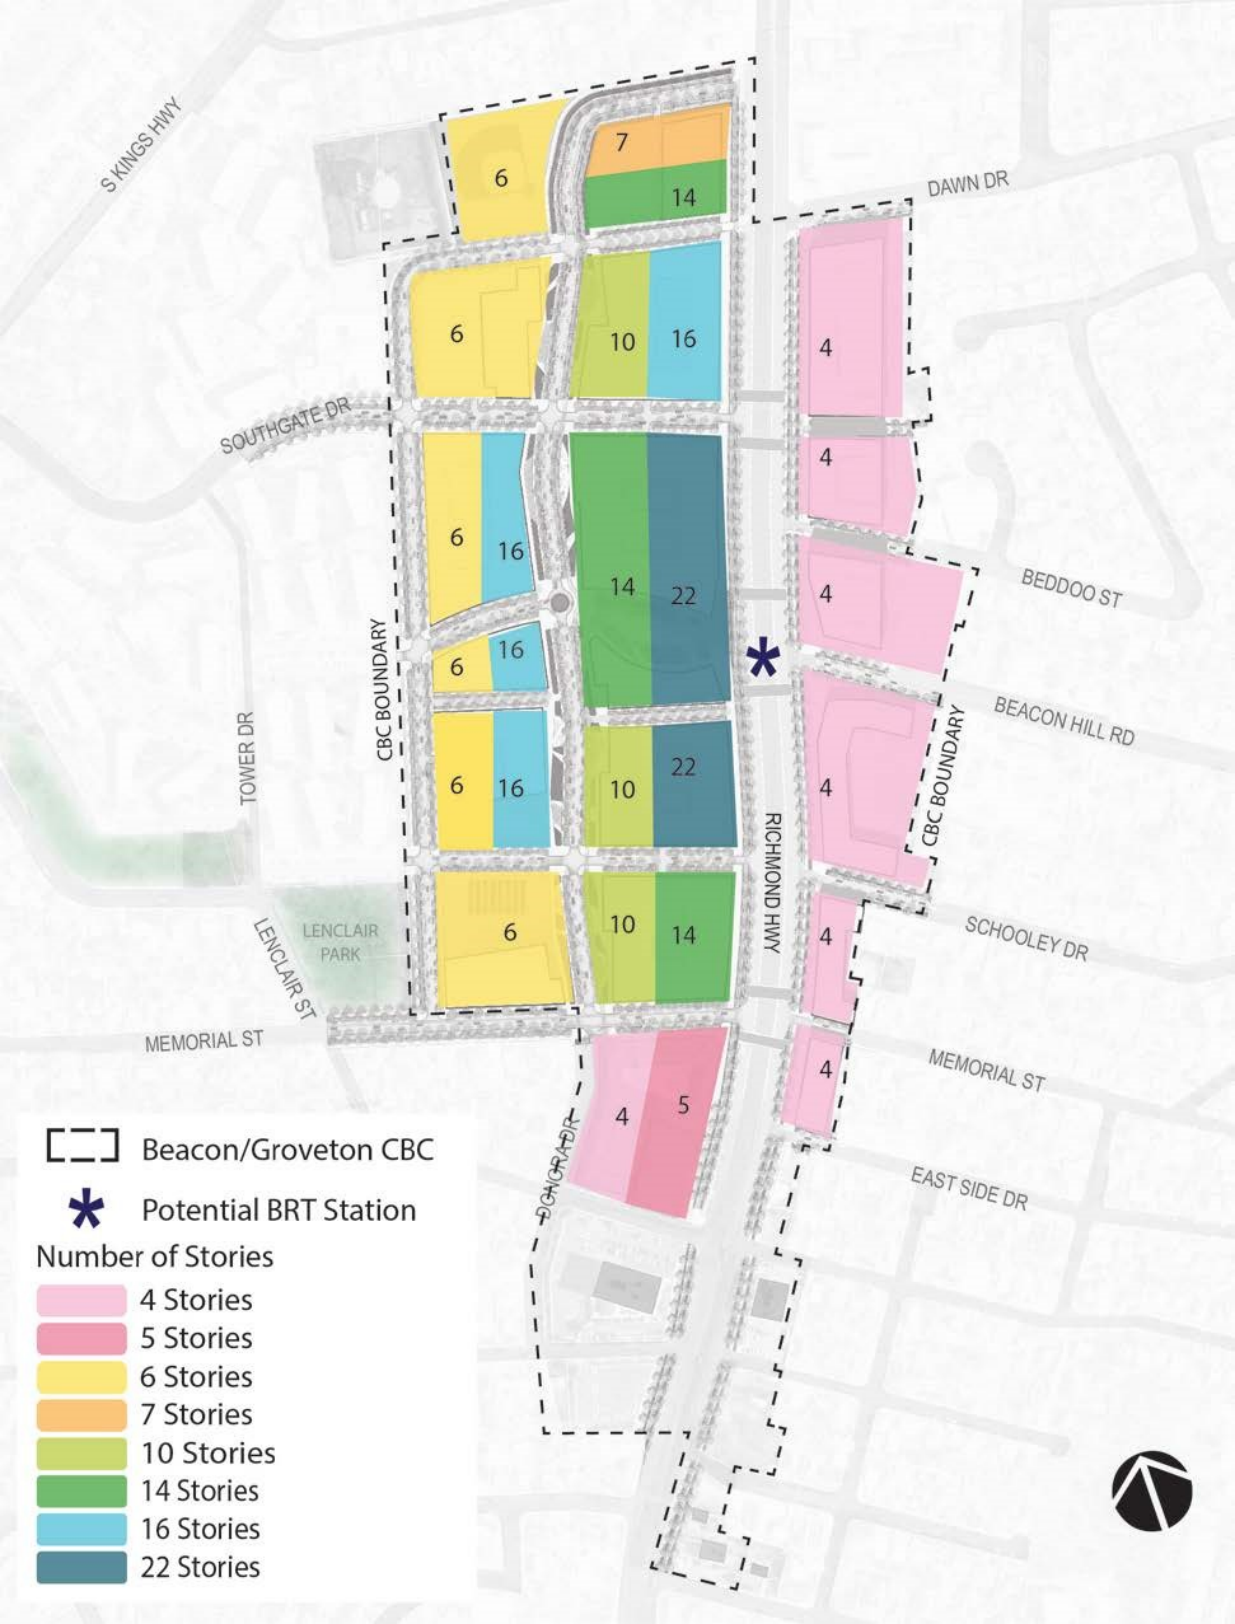 S KINGS HWY
7
6
14
DAWN DR
6
10
16
4
SOUTHGATE DR
4
6
16
14
22
4
BEDDOO ST
*
16
6
CBC BOUNDARY
TOWER DR
BEACON HILL RD
CBC BOUNDARY
22
6
16
10
4
RICHMOND HWY
6
10
14
4
LENCLAIR
PARK
LENCLAIR ST
SCHOOLEY DR
MEMORIAL ST
MEMORIAL ST
4
4
5
DONORA DR
EAST SIDE DR
Beacon/Groveton CBC
* Potential BRT Station
Number of Stories
4 Stories
5 Stories
6 Stories
7 Stories
10 Stories
14 Stories
16 Stories
22 Stories